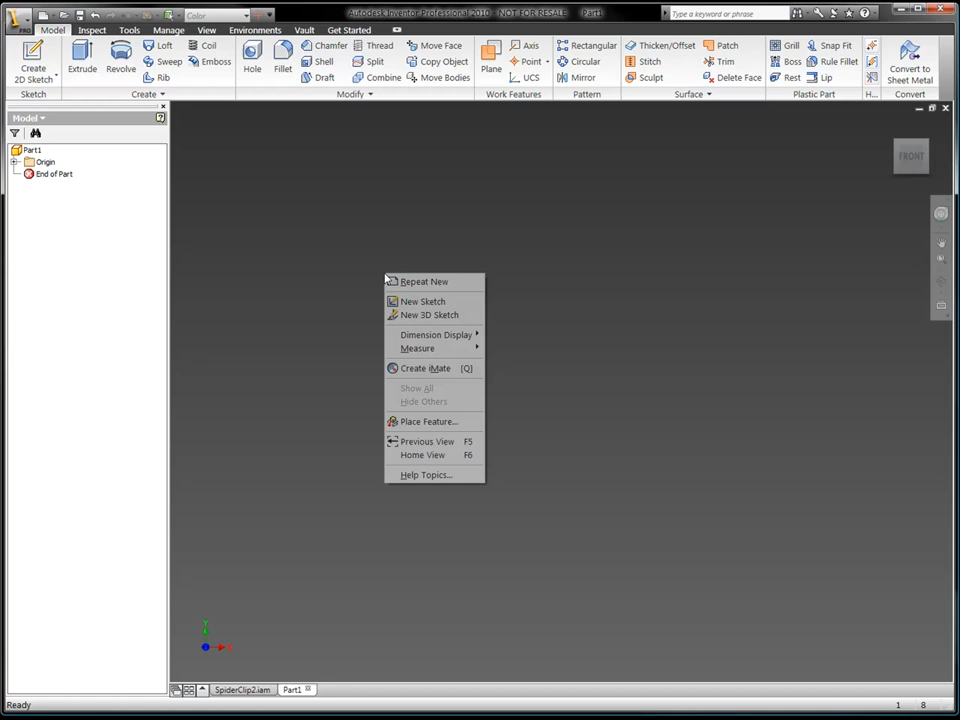 Color
Autodesk Inventor Professional 2010 - NOT FOR RESALE Part1
Type a keyword or phrase
PRO
Model Inspect Tools Manage View Environments Vault Get Started
Create
2D Sketch
Extrude
Revolve
Loft
Sweep
Rib
Coil
Emboss
Hole
Fillet
Chamfer
Shell
Draft
Thread
Split
Combine
Move Face
Copy Object
Move Bodies
Plane
Axis
Point
UCS
Rectangular
Circular
Mirror
Thicken/Offset
Stitch
Sculpt
Patch
Trim
Delete Face
Grill
Boss
Rest
Snap Fit
Rule Fillet
Lip
Convert to
Sheet Metal
Sketch Create Modify Work Features Pattern Surface Plastic Part H... Convert
Model
Part1
Origin
End of Part
FRONT
Repeat New
New Sketch
New 3D Sketch
Dimension Display
Measure
Create iMate [Q]
Show All
Hide Others
Place Feature...
Previous View F5
Home View F6
Help Topics...
Y
X
SpiderClip2.iam Part1
Ready 1 8